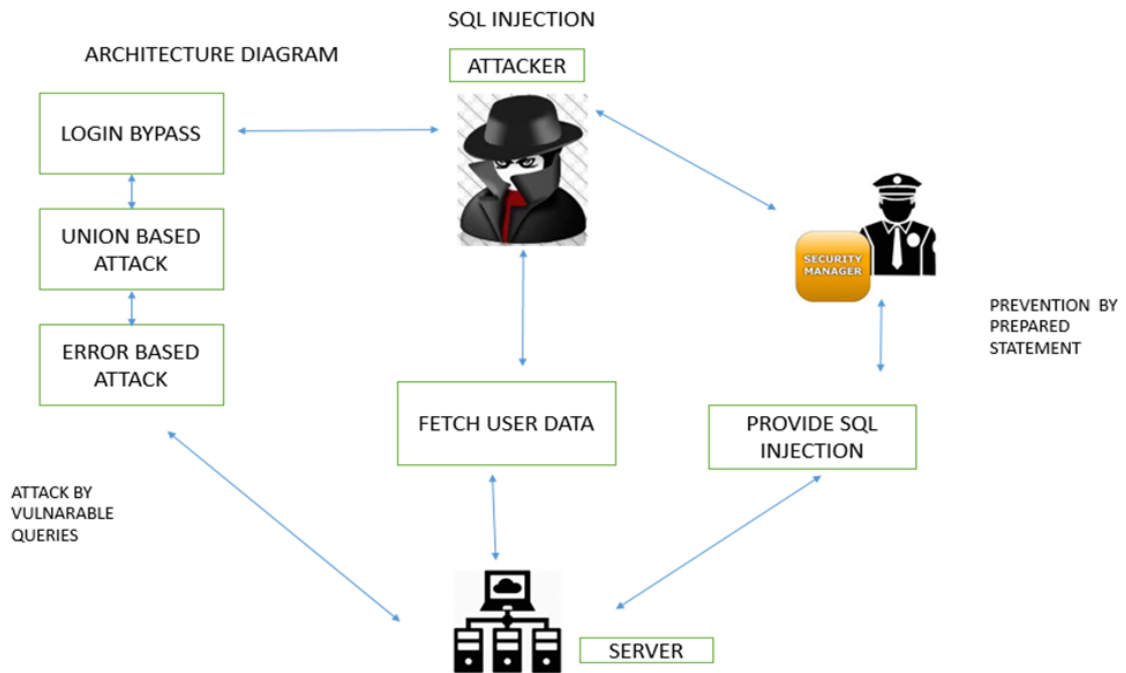 SQL INJECTION
ARCHITECTURE DIAGRAM
ATTACKER
LOGIN BYPASS
UNION BASED
ATTACK
SECURITY
MANAGER
PREVENTION BY
PREPARED
STATEMENT
ERROR BASED
ATTACK
FETCH USER DATA
PROVIDE SQL
INJECTION
ATTACK BY
VULNARABLE
QUERIES
SERVER